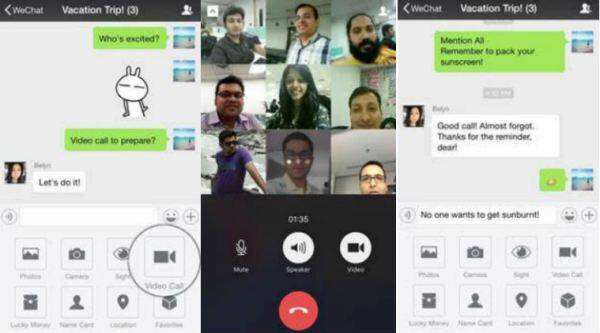 WeChat Vacation Trip! (3)
Who's excited?
Video call to prepare?
Belyn
Let's do it!
Photos Camera Sight Video Call
Lucky Money Name Card Location Favorites
01:35
Mute Speaker Video
WeChat Vacation Trip! (3)
Mention All
Remember to pack your
sunscreen!
Belyn
Good call! Almost forgot.
Thanks for the reminder,
dear!
No one wants to get sunburnt!
Photos Camera Sight Video Call
Lucky Money Name Card Location Favorites